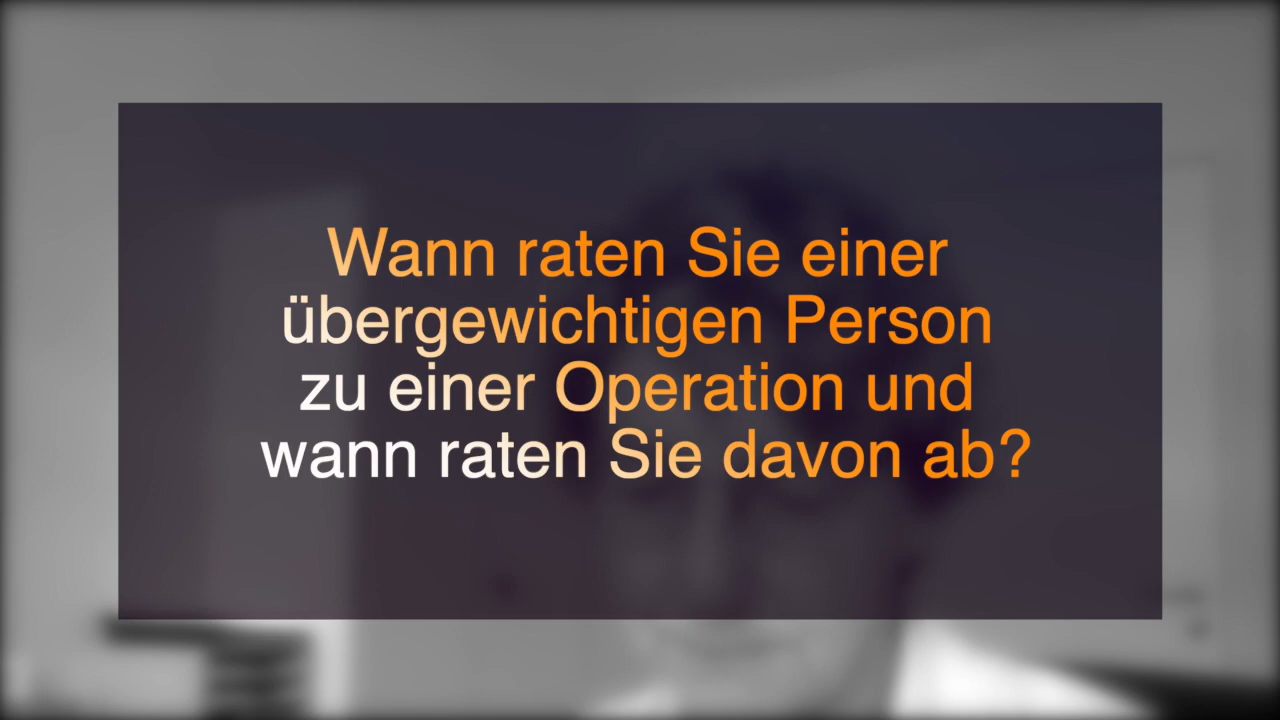 Wann raten Sie einer
übergewichtigen Person
zu einer Operation und
wann raten Sie davon ab?